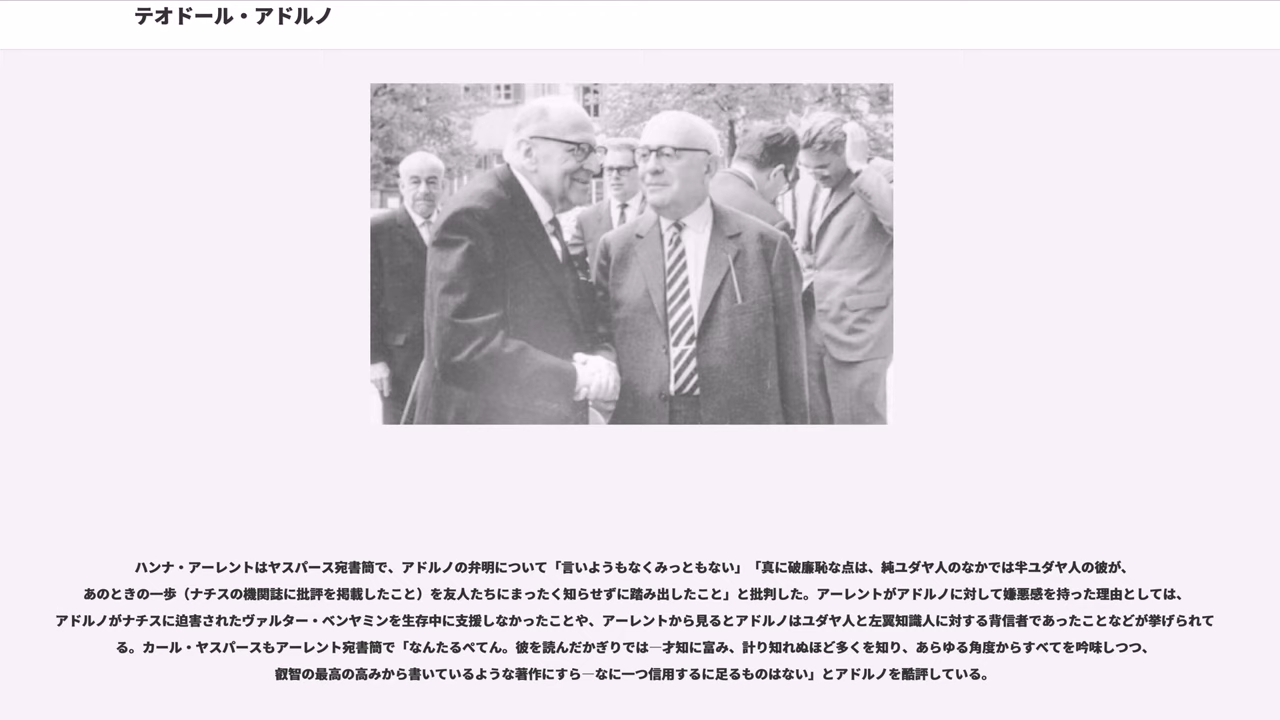 テオドール・アドルノ
ハンナ・アーレントはヤスパース宛書簡で、アドルノの弁明について「言いようもなくみっともない」「真に破廉恥な点は、純ユダヤ人のなかでは半ユダヤ人の彼が、
あのときの一歩（ナチスの機関誌に批評を掲載したこと）を友人たちにまったく知らせずに踏み出したこと」と批判した。アーレントがアドルノに対して嫌悪感を持った理由としては、
アドルノがナチスに迫害されたヴァルター・ベンヤミンを生存中に支援しなかったことや、アーレントから見るとアドルノはユダヤ人と左翼知識人に対する背信者であったことなどが挙げられて
る。カール・ヤスパースもアーレント宛書簡で「なんたるぺてん。彼を読んだかぎりでは─才知に富み、計り知れぬほど多くを知り、あらゆる角度からすべてを吟味しつつ、
叡智の最高の高みから書いているような著作にすら─なに一つ信用するに足るものはない」とアドルノを酷評している。